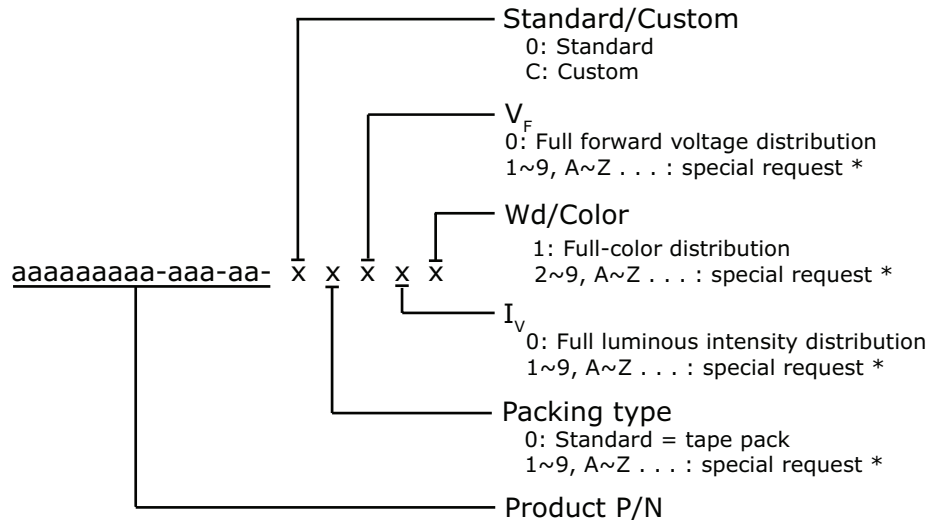 Standard/Custom
0: Standard
C: Custom
VF
0: Full forward voltage distribution
1~9, A~Z . . . : special request *
Wd/Color
1: Full-color distribution
2~9, A~Z . . . : special request *
aaaaaaaaa-aaa-aa- x x x x x
IV
0: Full luminous intensity distribution
1~9, A~Z . . . : special request *
Packing type
0: Standard = tape pack
1~9, A~Z . . . : special request *
Product P/N